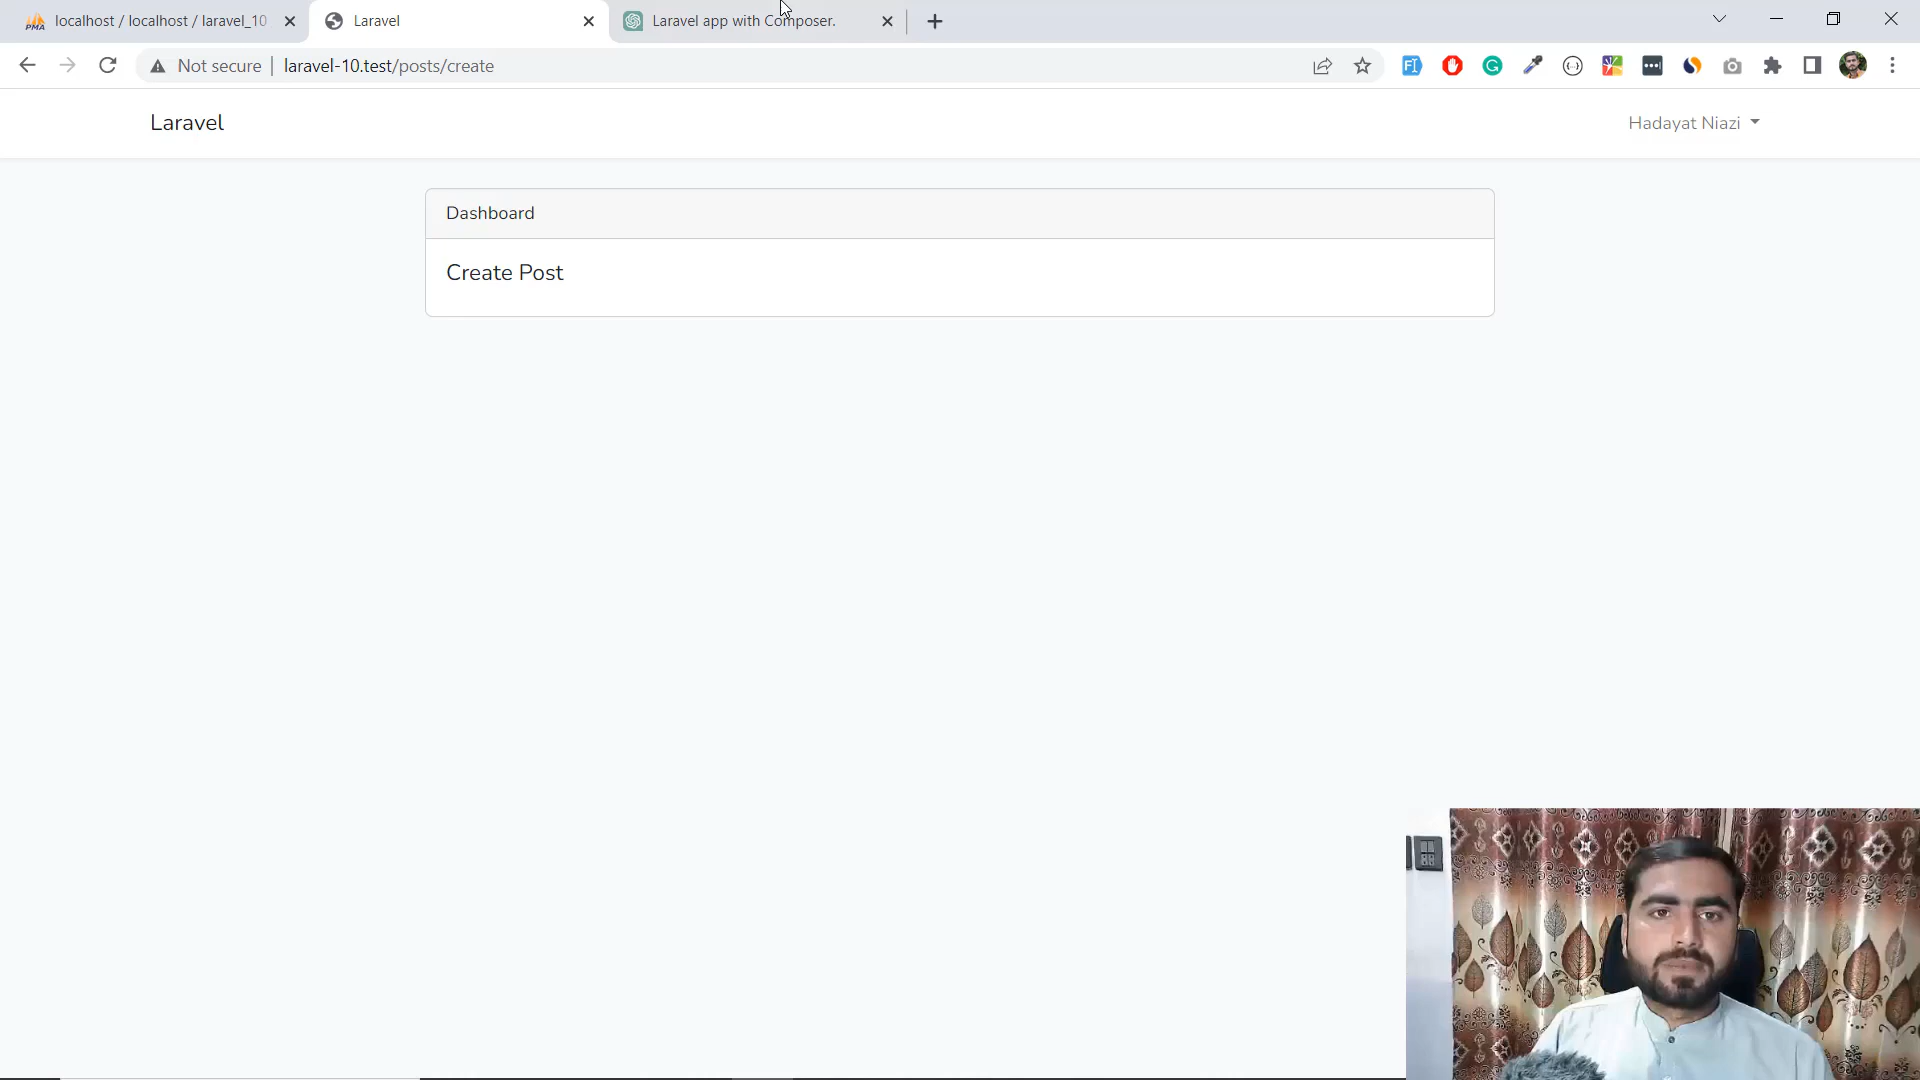 PMA localhost / localhost / laravel_10
Laravel
Laravel app with Composer.
Not secure | laravel-10.test/posts/create
Laravel
Hadayat Niazi
Dashboard
Create Post